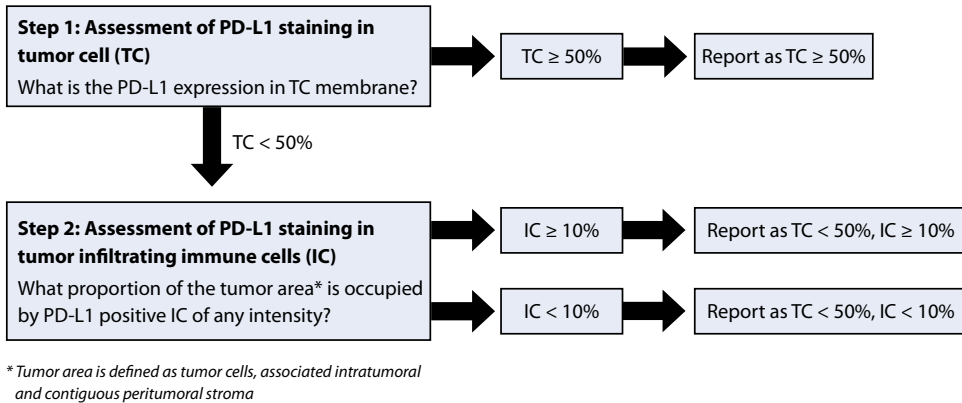 Step 1: Assessment of PD-L1 staining in
tumor cell (TC)
What is the PD-L1 expression in TC membrane?
TC ≥ 50%
Report as TC ≥ 50%
TC < 50%
Step 2: Assessment of PD-L1 staining in
tumor infiltrating immune cells (IC)
What proportion of the tumor area* is occupied
by PD-L1 positive IC of any intensity?
IC ≥ 10%
Report as TC < 50%, IC ≥ 10%
IC < 10%
Report as TC < 50%, IC < 10%
* Tumor area is defined as tumor cells, associated intratumoral
and contiguous peritumoral stroma